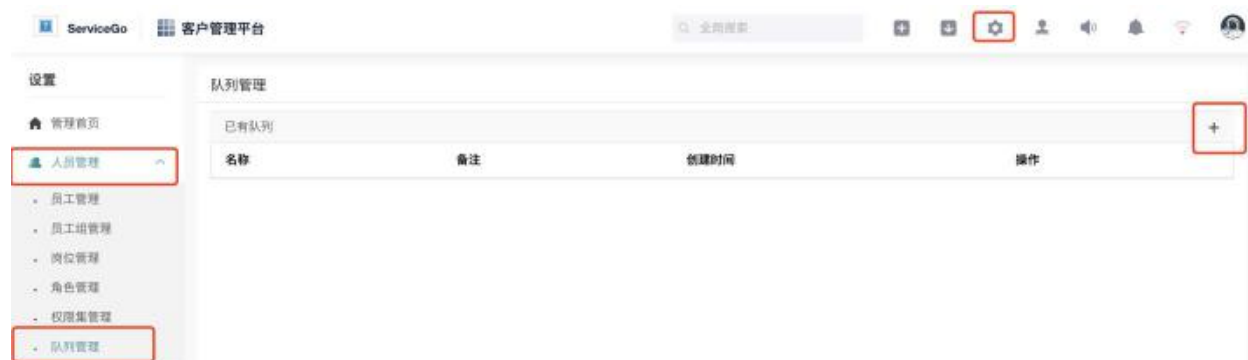 ServiceGo 客户管理平台 全局搜索
设置
队列管理
管理首页
已有队列
+
人员管理
名称 备注 创建时间 操作
员工管理
员工组管理
岗位管理
角色管理
权限集管理
队列管理